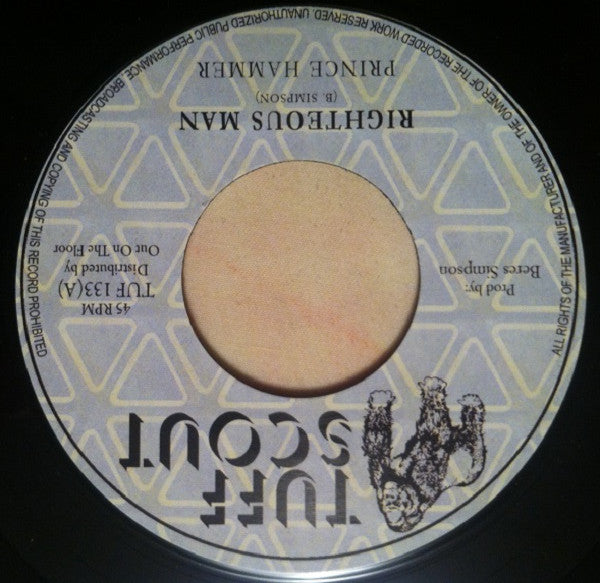 TUFF
SCOUT
45 RPM
TUF 133(A)
Distributed by
Out On The Floor
Prod by:
Beres Simpson
RIGHTEOUS MAN
(B. SIMPSON)
PRINCE HAMMER
ALL RIGHTS OF THE MANUFACTURER AND OF THE OWNER OF THE RECORDED WORK RESERVED. UNAUTHORIZED PUBLIC PERFORMANCE BROADCASTING AND COPYING OF THIS RECORD PROHIBITED